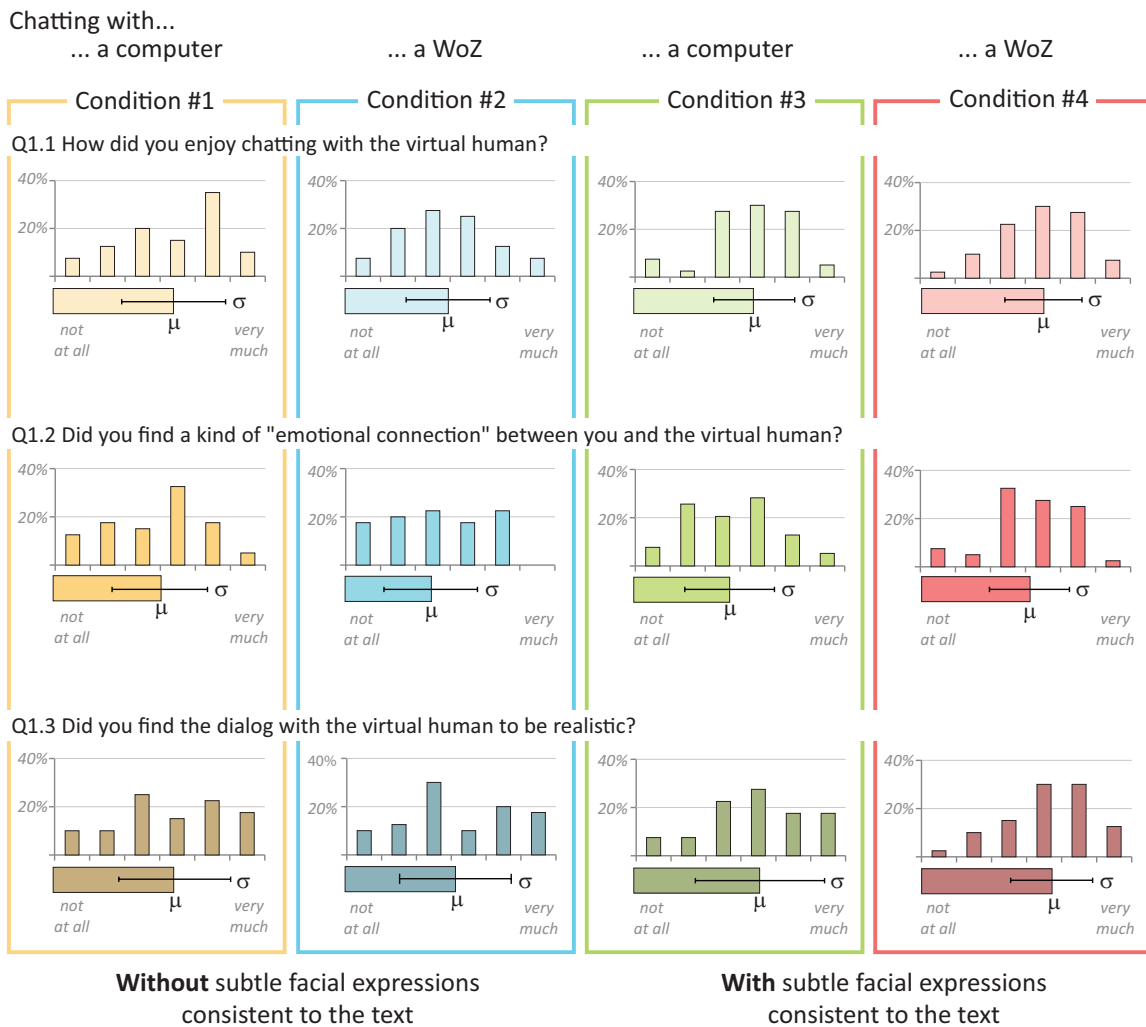 Chatting with...
... a computer
... a WoZ
... a computer
... a WoZ
Condition #1
Condition #2
Condition #3
Condition #4
Q1.1 How did you enjoy chatting with the virtual human?
40%
20%
σ
μ
not
at all
very
much
40%
20%
σ
μ
not
at all
very
much
40%
20%
σ
μ
not
at all
very
much
40%
20%
σ
μ
not
at all
very
much
Q1.2 Did you find a kind of "emotional connection" between you and the virtual human?
40%
20%
σ
μ
not
at all
very
much
40%
20%
σ
μ
not
at all
very
much
40%
20%
σ
μ
not
at all
very
much
40%
20%
σ
μ
not
at all
very
much
Q1.3 Did you find the dialog with the virtual human to be realistic?
40%
20%
σ
μ
not
at all
very
much
40%
20%
σ
μ
not
at all
very
much
40%
20%
σ
μ
not
at all
very
much
40%
20%
σ
μ
not
at all
very
much
Without subtle facial expressions
consistent to the text
With subtle facial expressions
consistent to the text